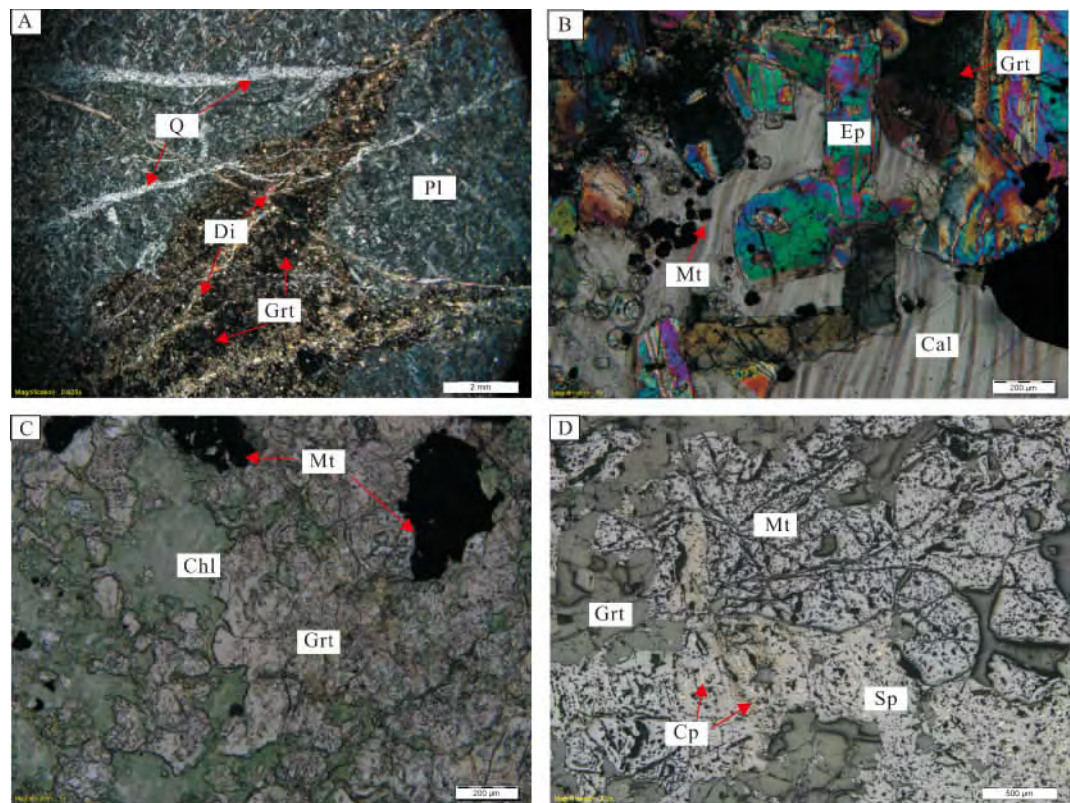 A
Q
Pl
Di
Grt
2 mm
B
Grt
Ep
Mt
Cal
200 μm
C
Mt
Chl
Grt
200 μm
D
Mt
Grt
Sp
Cp
500 μm